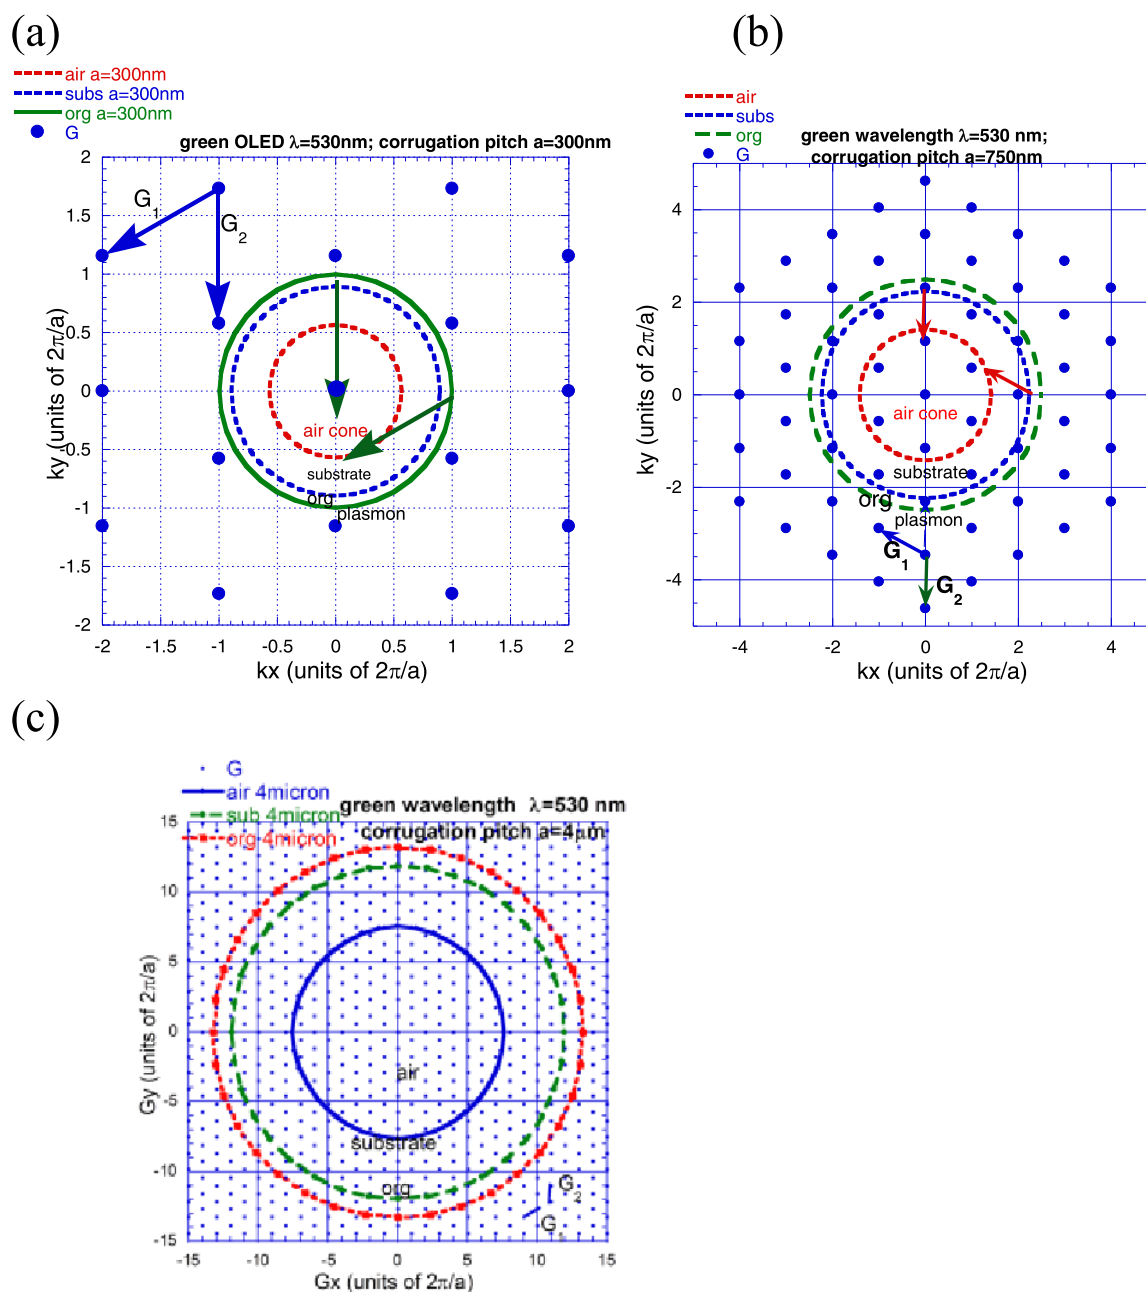 (a)
air a=300nm
subs a=300nm
org a=300nm
G
green OLED λ=530nm; corrugation pitch a=300nm
2
1.5
1
0.5
0
-0.5
-1
-1.5
-2
ky (units of 2π/a)
G1
G2
air cone
substrate
org
plasmon
-2 -1.5 -1 -0.5 0 0.5 1 1.5 2
kx (units of 2π/a)
(b)
air
subs
org
G
green wavelength λ=530 nm;
corrugation pitch a=750nm
4
2
0
-2
-4
ky (units of 2π/a)
air cone
substrate
org
plasmon
G1
G2
-4 -2 0 2 4
kx (units of 2π/a)
(c)
G
air 4micron
sub 4micron
org 4micron
green wavelength λ=530 nm
corrugation pitch a=4μm
15
10
5
0
-5
-10
-15
Gy (units of 2π/a)
air
substrate
org
G2
G1
-15 -10 -5 0 5 10 15
Gx (units of 2π/a)